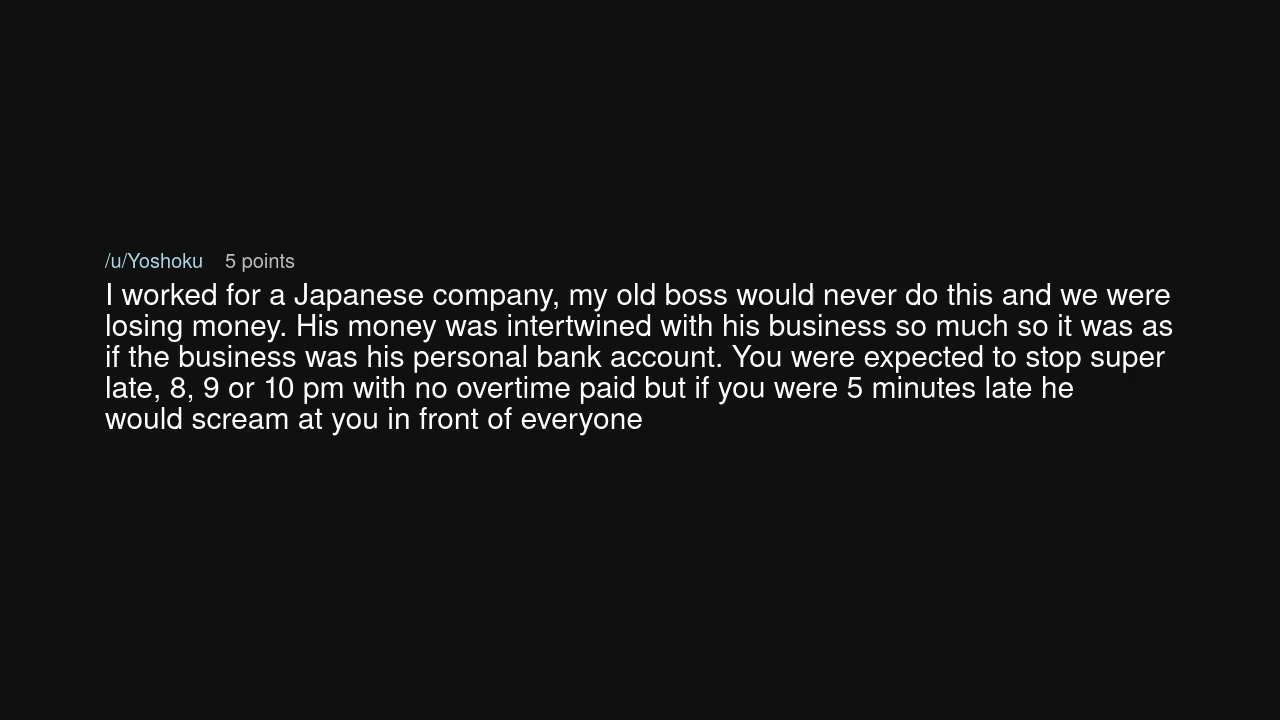 /u/Yoshoku 5 points
I worked for a Japanese company, my old boss would never do this and we were
losing money. His money was intertwined with his business so much so it was as
if the business was his personal bank account. You were expected to stop super
late, 8, 9 or 10 pm with no overtime paid but if you were 5 minutes late he
would scream at you in front of everyone